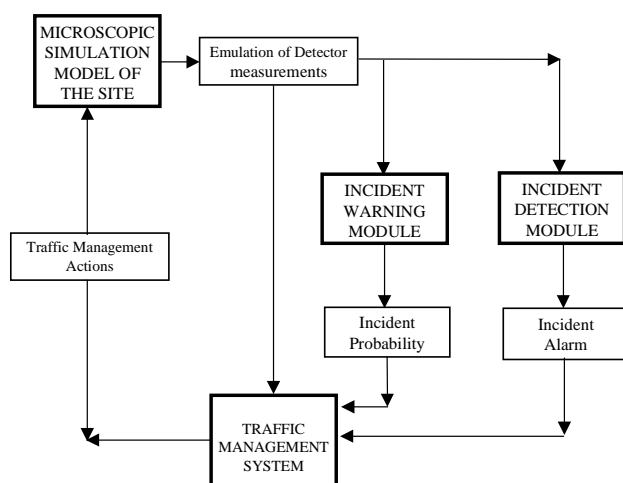 MICROSCOPIC
SIMULATION
MODEL OF
THE SITE
Emulation of Detector
measurements
INCIDENT
WARNING
MODULE
INCIDENT
DETECTION
MODULE
Traffic Management
Actions
Incident
Probability
Incident
Alarm
TRAFFIC
MANAGEMENT
SYSTEM